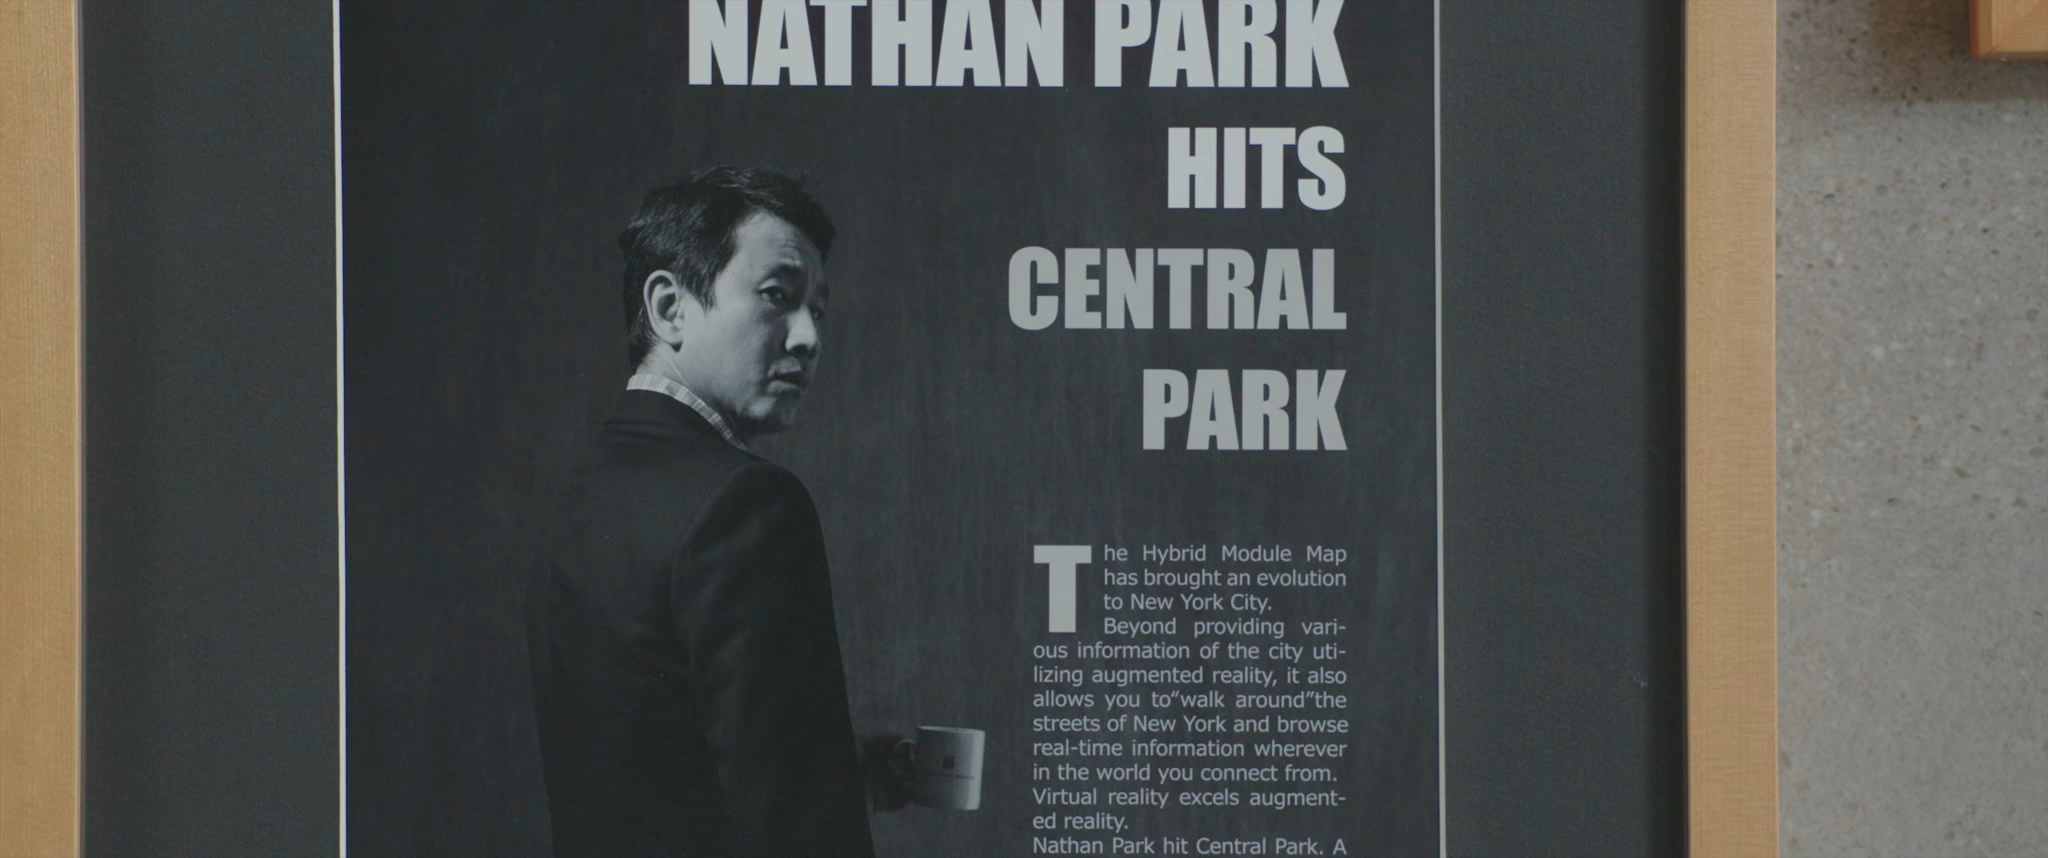 NATHAN PARK
HITS
CENTRAL
PARK
The Hybrid Module Map
has brought an evolution
to New York City.
Beyond providing vari-
ous information of the city uti-
lizing augmented reality, it also
allows you to“walk around”the
streets of New York and browse
real-time information wherever
in the world you connect from.
Virtual reality excels augment-
ed reality.
Nathan Park hit Central Park. A